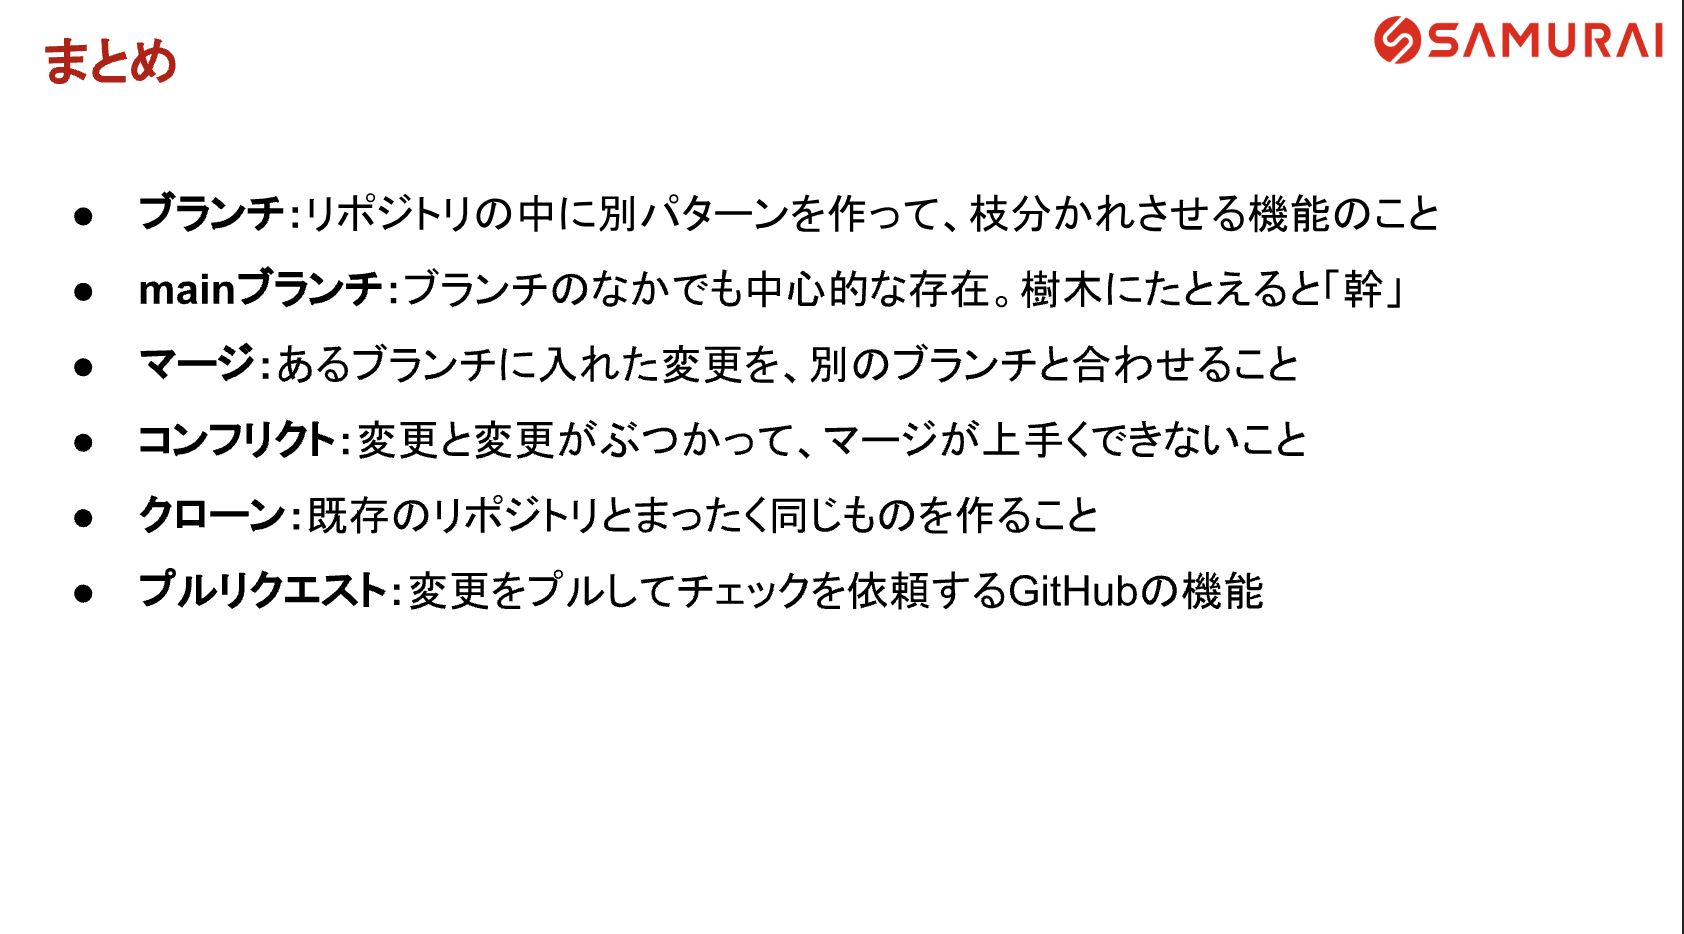 まとめ
SAMURAI
● ブランチ：リポジトリの中に別パターンを作って、枝分かれさせる機能のこと
● mainブランチ：ブランチのなかでも中心的な存在。樹木にたとえると「幹」
● マージ：あるブランチに入れた変更を、別のブランチと合わせること
● コンフリクト：変更と変更がぶつかって、マージが上手くできないこと
● クローン：既存のリポジトリとまったく同じものを作ること
● プルリクエスト：変更をプルしてチェックを依頼するGitHubの機能